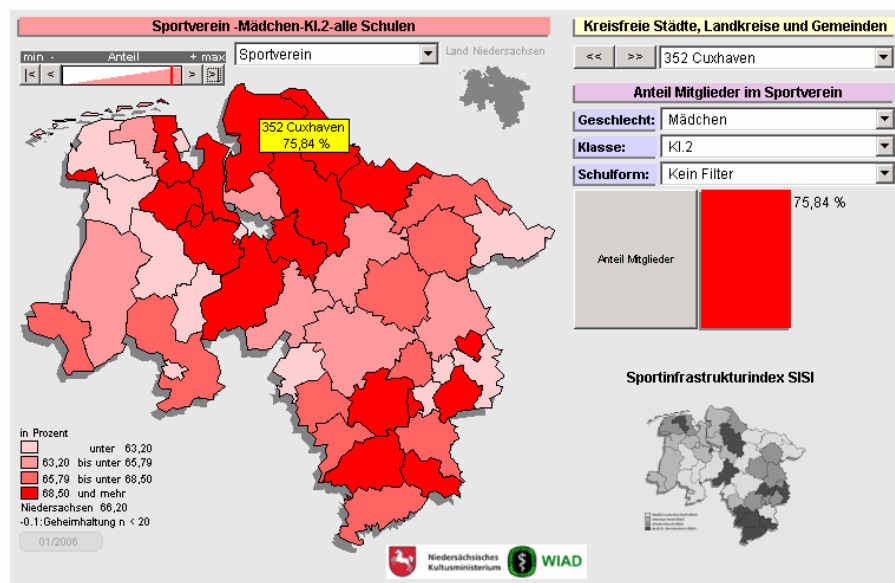 Sportverein -Mädchen-Kl.2-alle Schulen
min - Anteil + max
|< < > >|
Sportverein
Land Niedersachsen
352 Cuxhaven
75,84 %
in Prozent
unter 63,20
63,20 bis unter 65,79
65,79 bis unter 68,50
68,50 und mehr
Niedersachsen 66,20
-0.1:Geheimhaltung n < 20
01/2006
Niedersächsisches
Kultusministerium
WIAD
Kreisfreie Städte, Landkreise und Gemeinden
<< >> 352 Cuxhaven
Anteil Mitglieder im Sportverein
Geschlecht: Mädchen
Klasse: Kl.2
Schulform: Kein Filter
Anteil Mitglieder
75,84 %
Sportinfrastrukturindex SISI